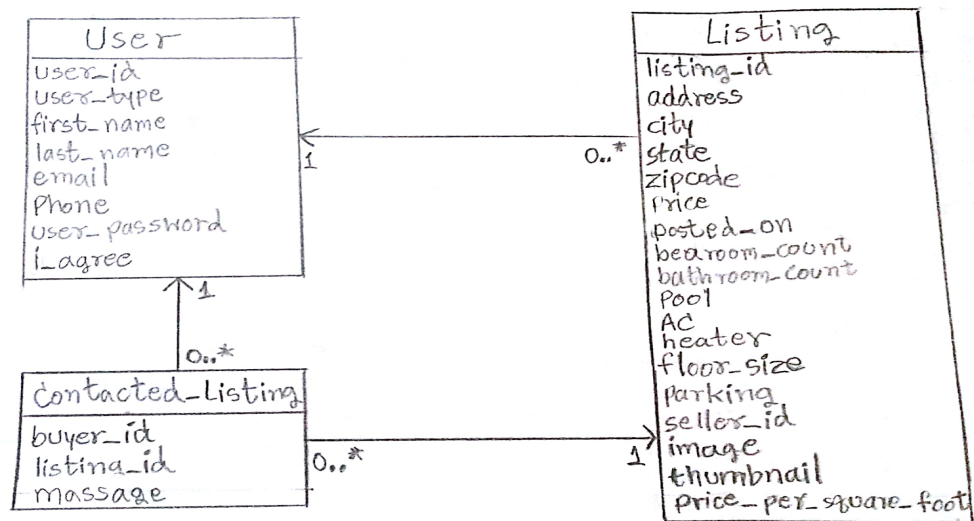 User
user_id
user_type
first_name
last_name
email
Phone
user_password
i_agree
1
0..*
Listing
listing_id
address
city
state
zipcode
Price
posted_on
bearoom_count
bathroom_count
Pool
AC
heater
floor_size
parking
seller_id
image
thumbnail
price_per_square_foot
1
0..*
Contacted_Listing
buyer_id
listing_id
massage
0..*
1